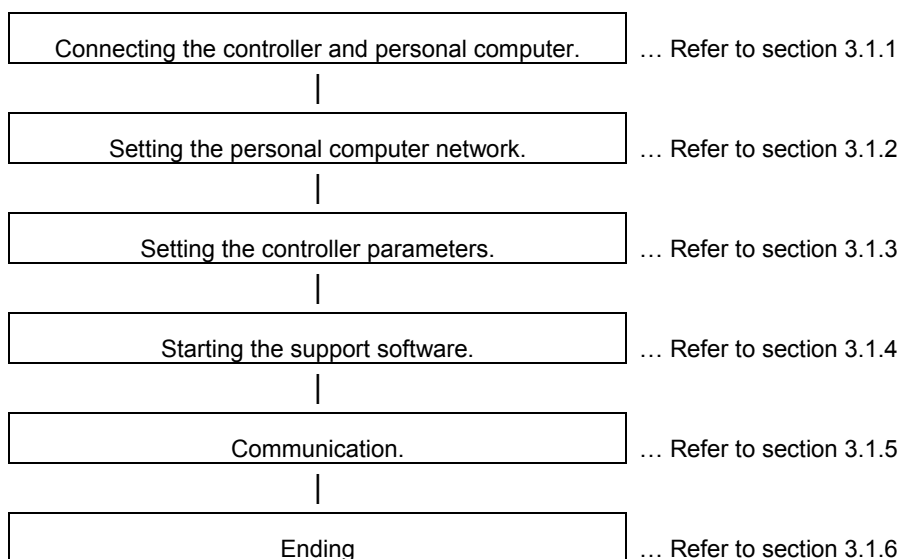 Connecting the controller and personal computer. … Refer to section 3.1.1
Setting the personal computer network. … Refer to section 3.1.2
Setting the controller parameters. … Refer to section 3.1.3
Starting the support software. … Refer to section 3.1.4
Communication. … Refer to section 3.1.5
Ending … Refer to section 3.1.6